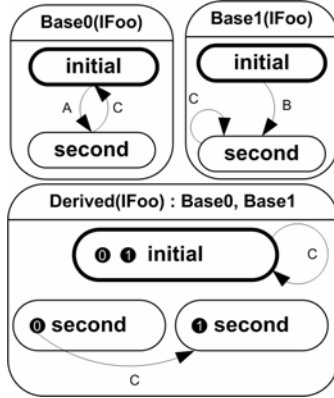 Base0(IFoo)
initial
A
C
second
Base1(IFoo)
initial
C
B
second
Derived(IFoo) : Base0, Base1
0 1 initial
C
0 second
1 second
C